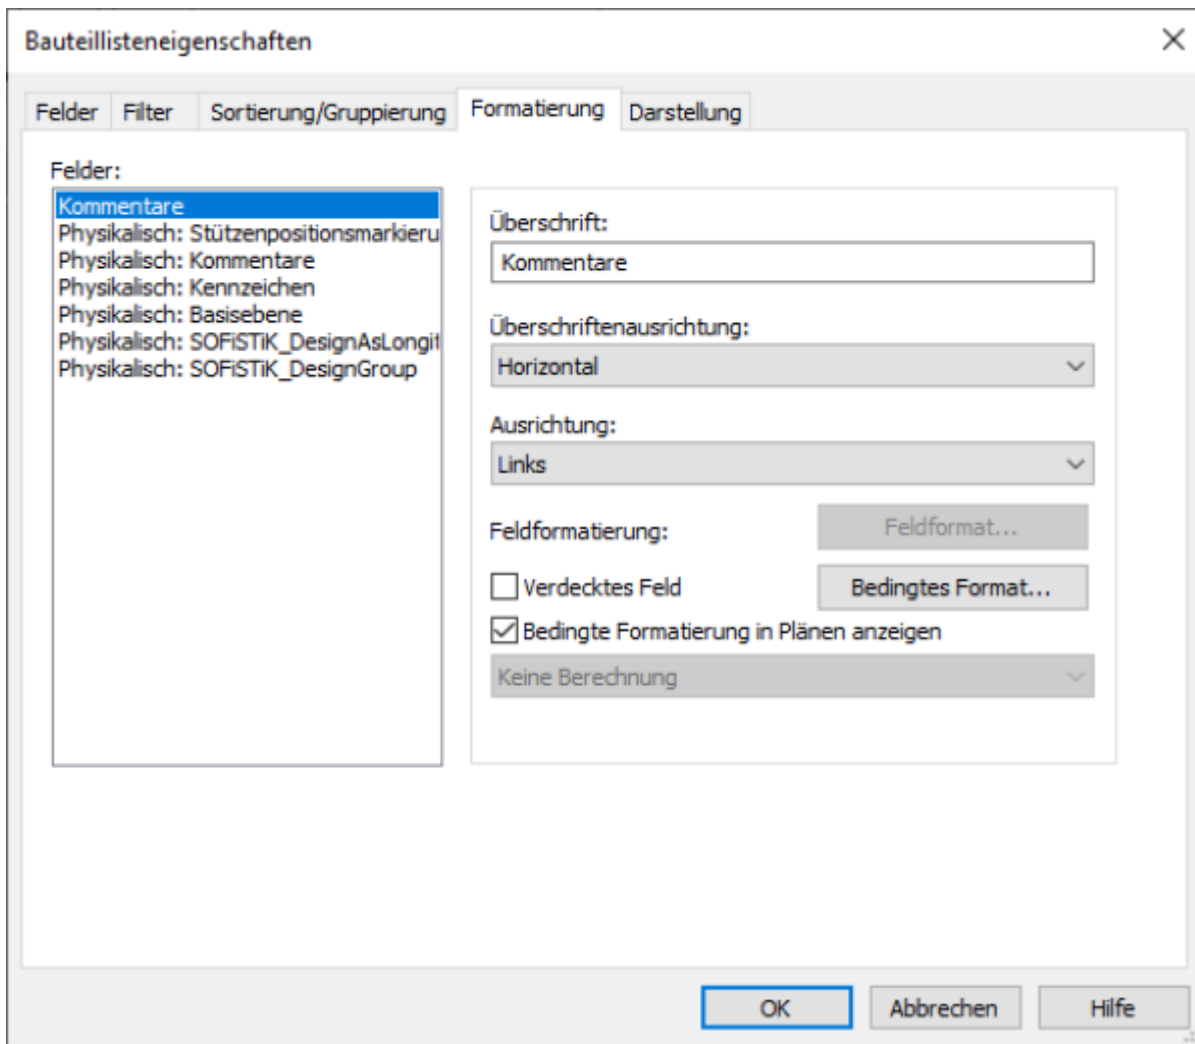 Bauteillisteneigenschaften
Felder Filter Sortierung/Gruppierung Formatierung Darstellung
Felder:
Kommentare
Physikalisch: Stützenpositionsmarkieru
Physikalisch: Kommentare
Physikalisch: Kennzeichen
Physikalisch: Basisebene
Physikalisch: SOFiSTiK_DesignAsLongit
Physikalisch: SOFiSTiK_DesignGroup
Überschrift:
Kommentare
Überschriftenausrichtung:
Horizontal
Ausrichtung:
Links
Feldformatierung: Feldformat...
Verdecktes Feld Bedingtes Format...
Bedingte Formatierung in Plänen anzeigen
Keine Berechnung
OK Abbrechen Hilfe